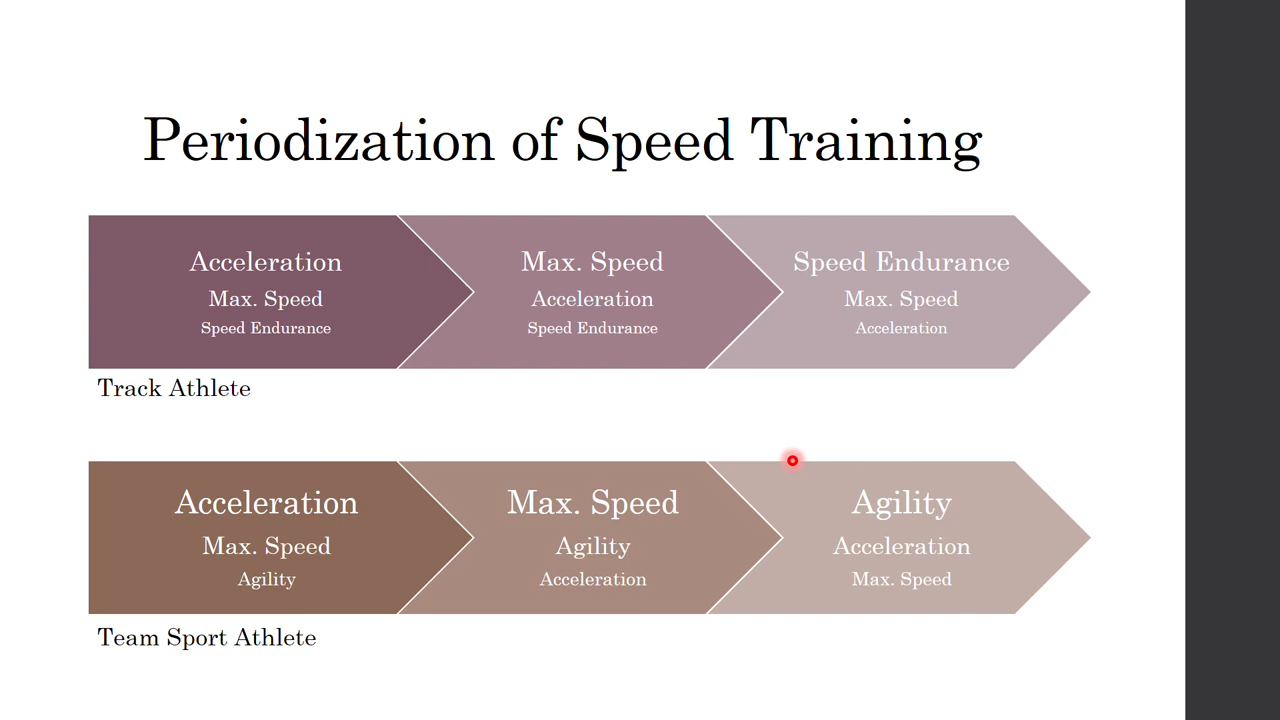 Periodization of Speed Training
Acceleration
Max. Speed
Speed Endurance
Max. Speed
Acceleration
Speed Endurance
Speed Endurance
Max. Speed
Acceleration
Track Athlete
Acceleration
Max. Speed
Agility
Max. Speed
Agility
Acceleration
Agility
Acceleration
Max. Speed
Team Sport Athlete